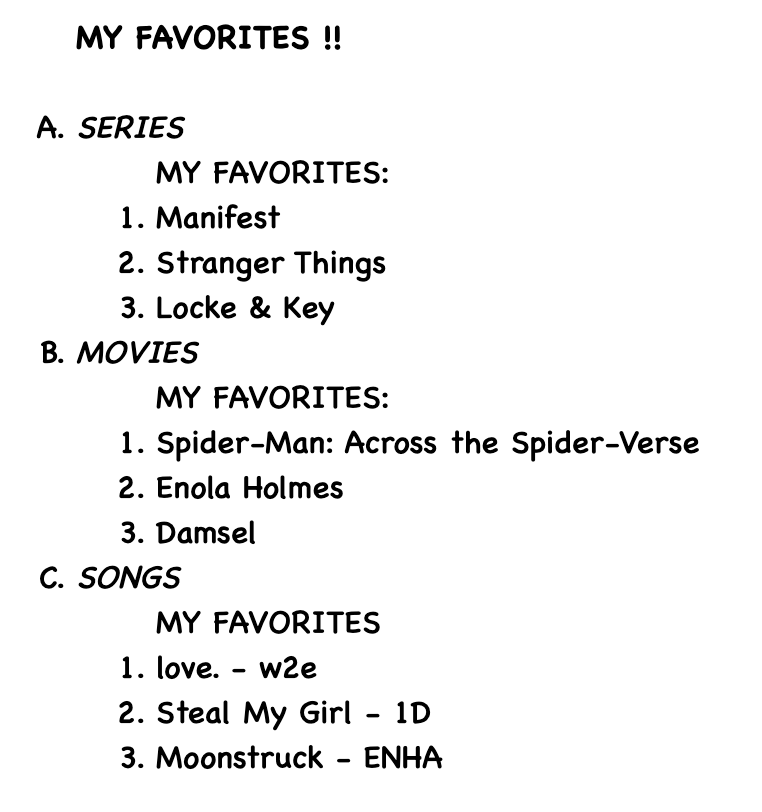 MY FAVORITES !!
A. SERIES
MY FAVORITES:
1. Manifest
2. Stranger Things
3. Locke & Key
B. MOVIES
MY FAVORITES:
1. Spider-Man: Across the Spider-Verse
2. Enola Holmes
3. Damsel
C. SONGS
MY FAVORITES
1. love. - w2e
2. Steal My Girl - 1D
3. Moonstruck - ENHA